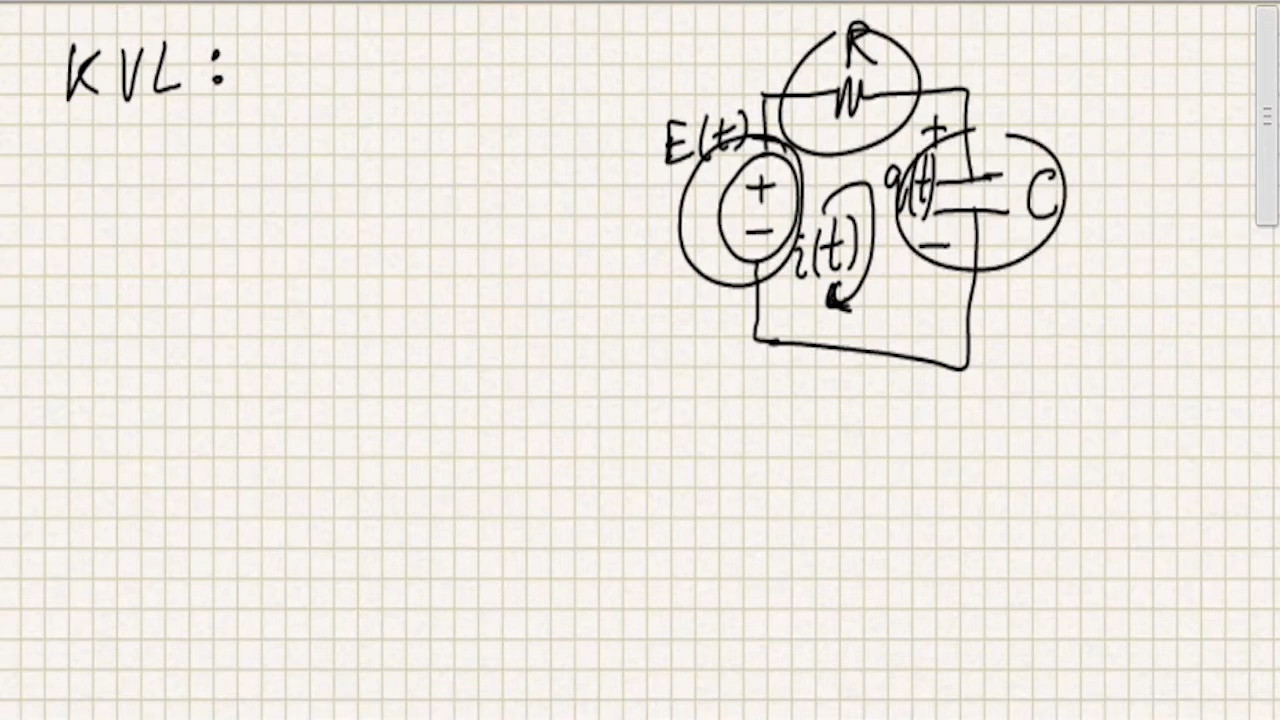 KVL:
R
E(t)
+
+
q(t)
C
−
i(t)
−